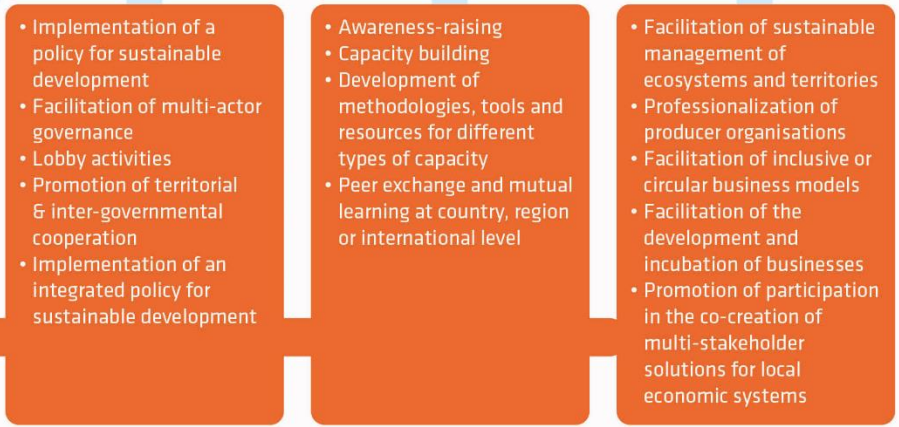 • Implementation of a
policy for sustainable
development
• Facilitation of multi-actor
governance
• Lobby activities
• Promotion of territorial
& inter-governmental
cooperation
• Implementation of an
integrated policy for
sustainable development
• Awareness-raising
• Capacity building
• Development of
methodologies, tools and
resources for different
types of capacity
• Peer exchange and mutual
learning at country, region
or international level
• Facilitation of sustainable
management of
ecosystems and territories
• Professionalization of
producer organisations
• Facilitation of inclusive or
circular business models
• Facilitation of the
development and
incubation of businesses
• Promotion of participation
in the co-creation of
multi-stakeholder
solutions for local
economic systems